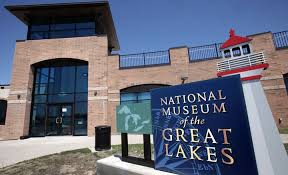 NATIONAL
MUSEUM
of the
GREAT
LAKES